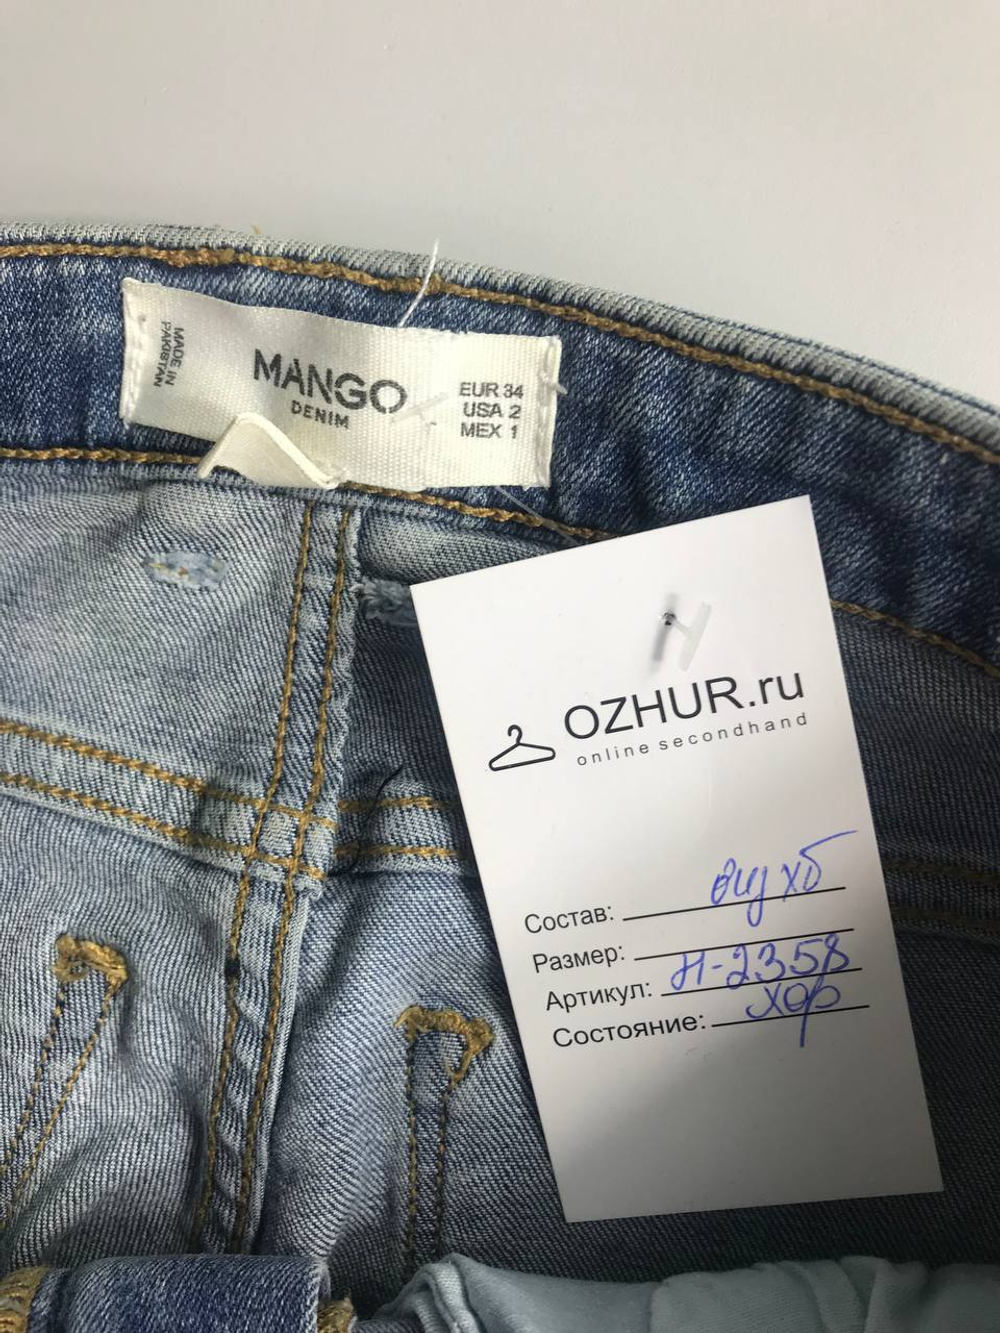 MADE IN
PAKISTAN
MANGO
DENIM
EUR 34
USA 2
MEX 1
OZHUR.ru
online secondhand
Состав: вид хб
Размер:
Артикул: Н-2358
Состояние: хор